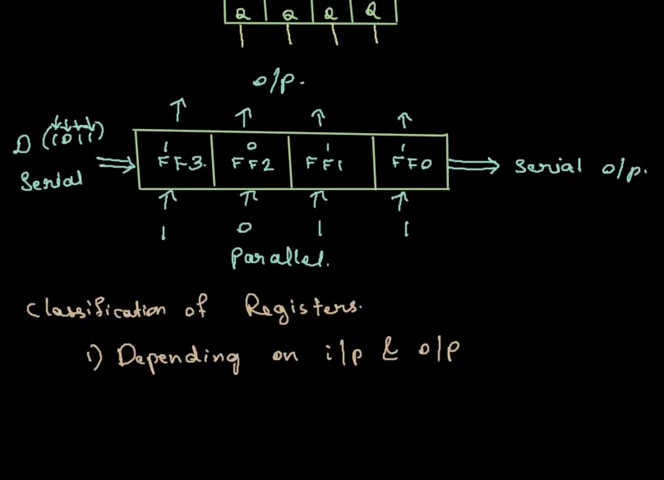 Q Q Q Q
o/p.
D (1011)
Serial
1 0 1 1
FF3. FF2 FF1 FF0
Serial o/p.
1 0 1 1
Parallel.
Classification of Registers.
1) Depending on i/p & o/p